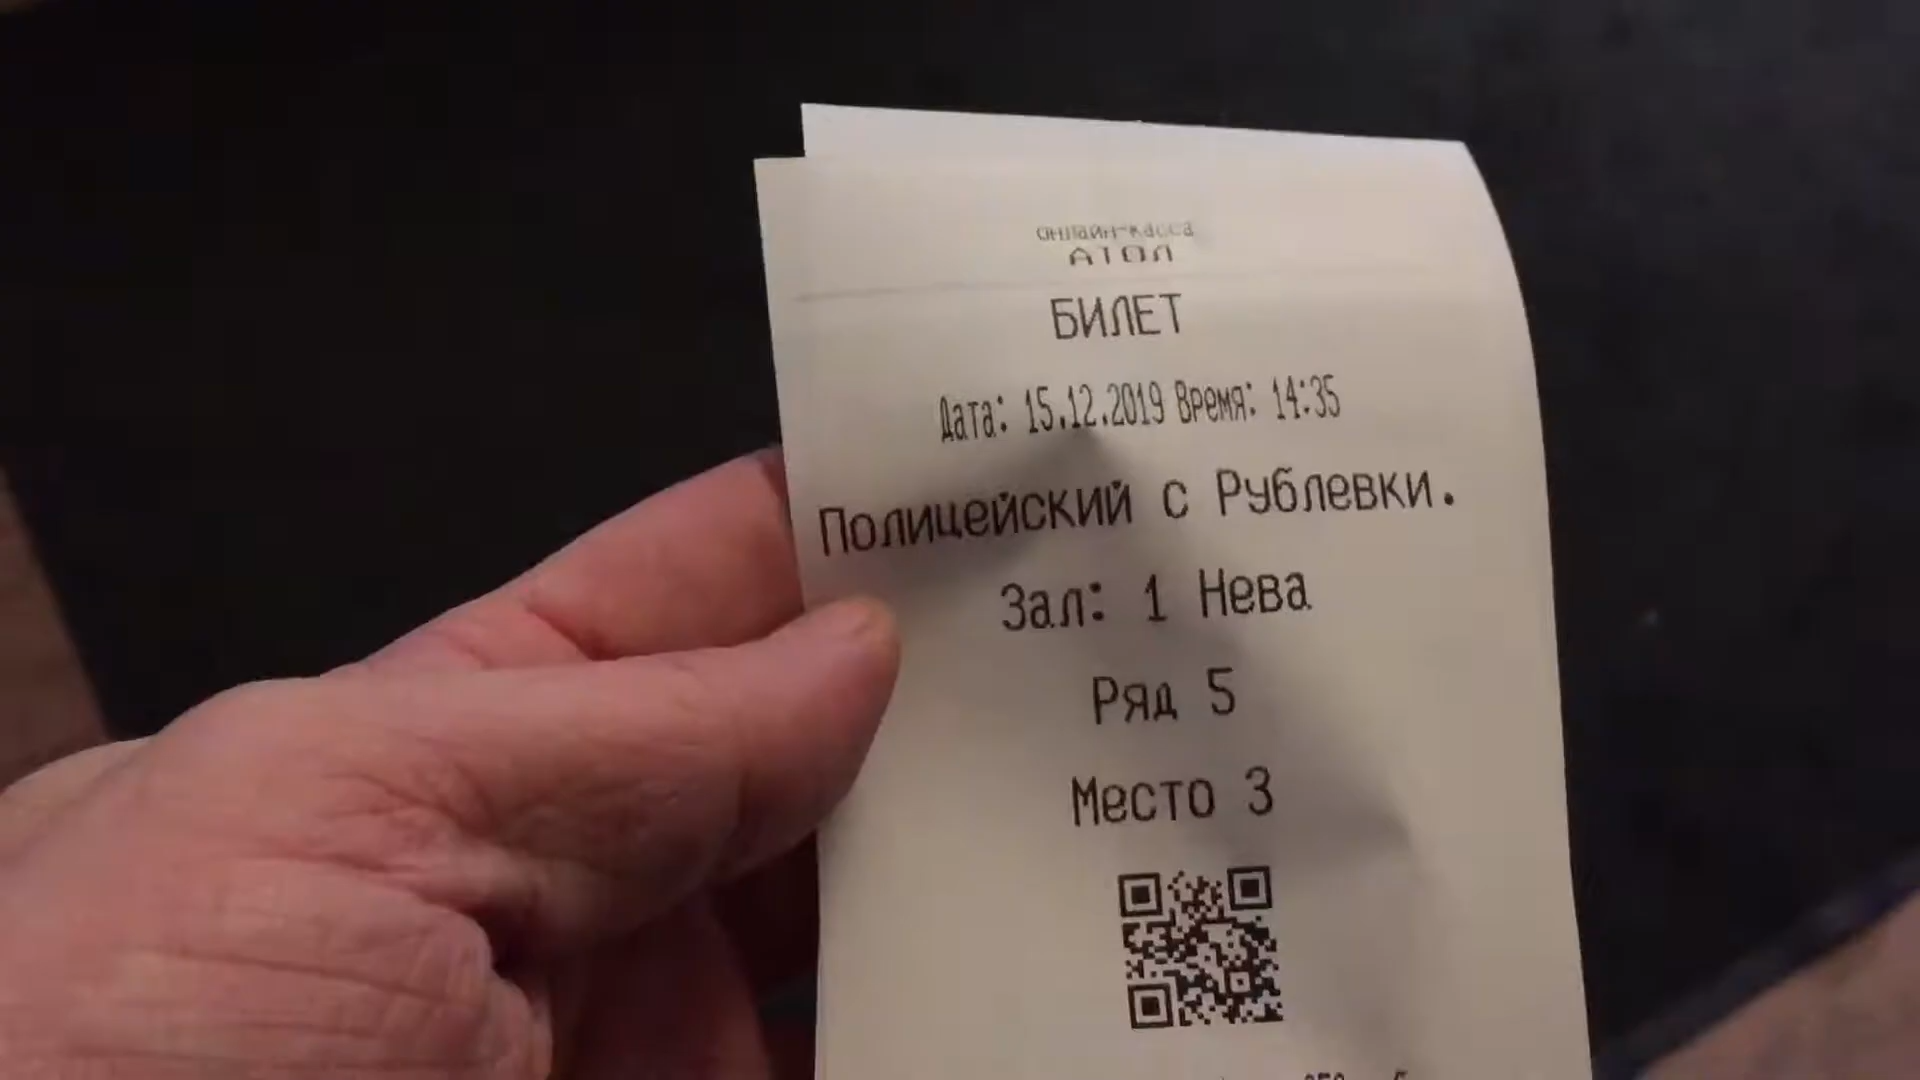 онлайн-касса
АТОЛ
БИЛЕТ
Дата: 15.12.2019 Время: 14:35
Полицейский с Рублевки.
Зал: 1 Нева
Ряд 5
Место 3